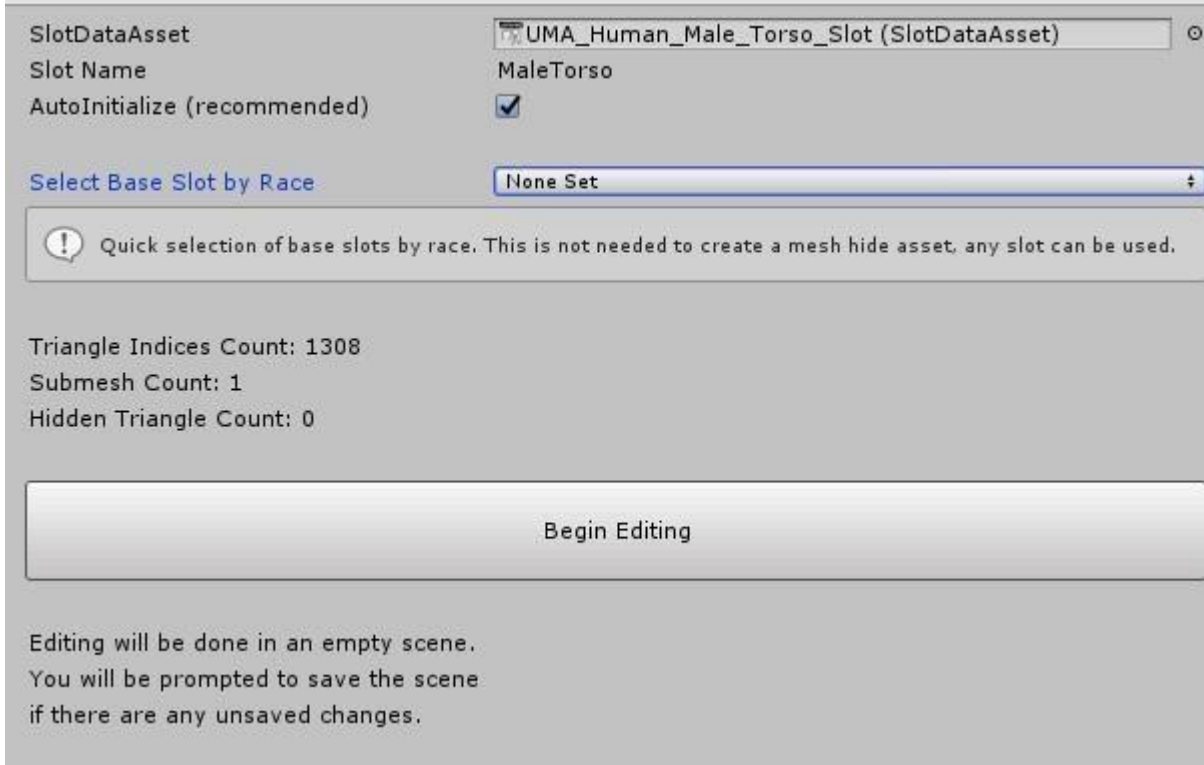 SlotDataAsset UMA_Human_Male_Torso_Slot (SlotDataAsset)
Slot Name MaleTorso
AutoInitialize (recommended)
Select Base Slot by Race None Set
Quick selection of base slots by race. This is not needed to create a mesh hide asset, any slot can be used.
Triangle Indices Count: 1308
Submesh Count: 1
Hidden Triangle Count: 0
Begin Editing
Editing will be done in an empty scene.
You will be prompted to save the scene
if there are any unsaved changes.